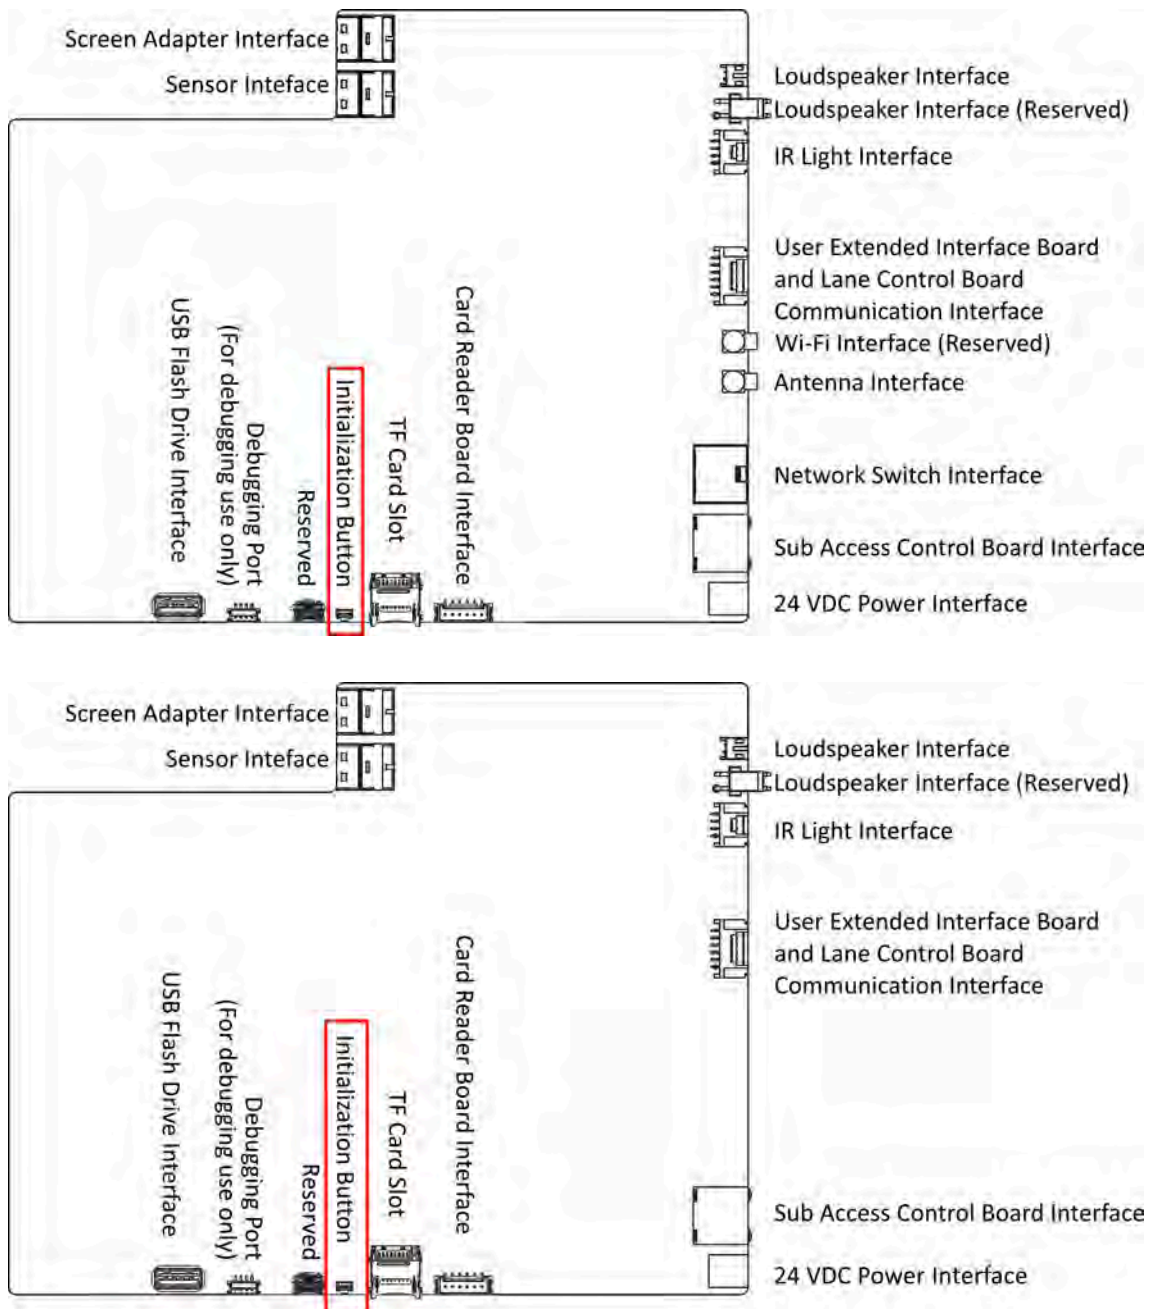 Screen Adapter Interface
Sensor Inteface
Loudspeaker Interface
Loudspeaker Interface (Reserved)
IR Light Interface
User Extended Interface Board
and Lane Control Board
Communication Interface
Wi-Fi Interface (Reserved)
Antenna Interface
Network Switch Interface
Sub Access Control Board Interface
24 VDC Power Interface
USB Flash Drive Interface
Debugging Port
(For debugging use only)
Reserved
Initialization Button
TF Card Slot
Card Reader Board Interface
Screen Adapter Interface
Sensor Inteface
Loudspeaker Interface
Loudspeaker Interface (Reserved)
IR Light Interface
User Extended Interface Board
and Lane Control Board
Communication Interface
Sub Access Control Board Interface
24 VDC Power Interface
USB Flash Drive Interface
Debugging Port
(For debugging use only)
Reserved
Initialization Button
TF Card Slot
Card Reader Board Interface